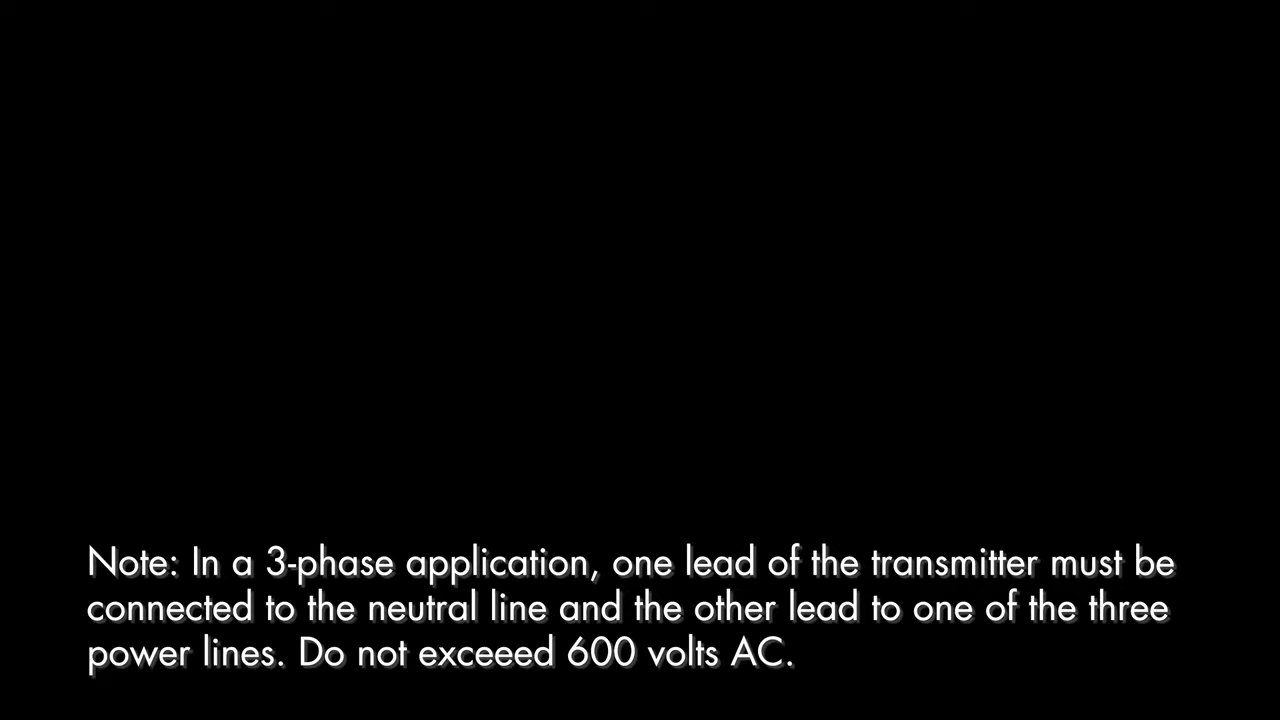 Note: In a 3-phase application, one lead of the transmitter must be
connected to the neutral line and the other lead to one of the three
power lines. Do not exceeed 600 volts AC.